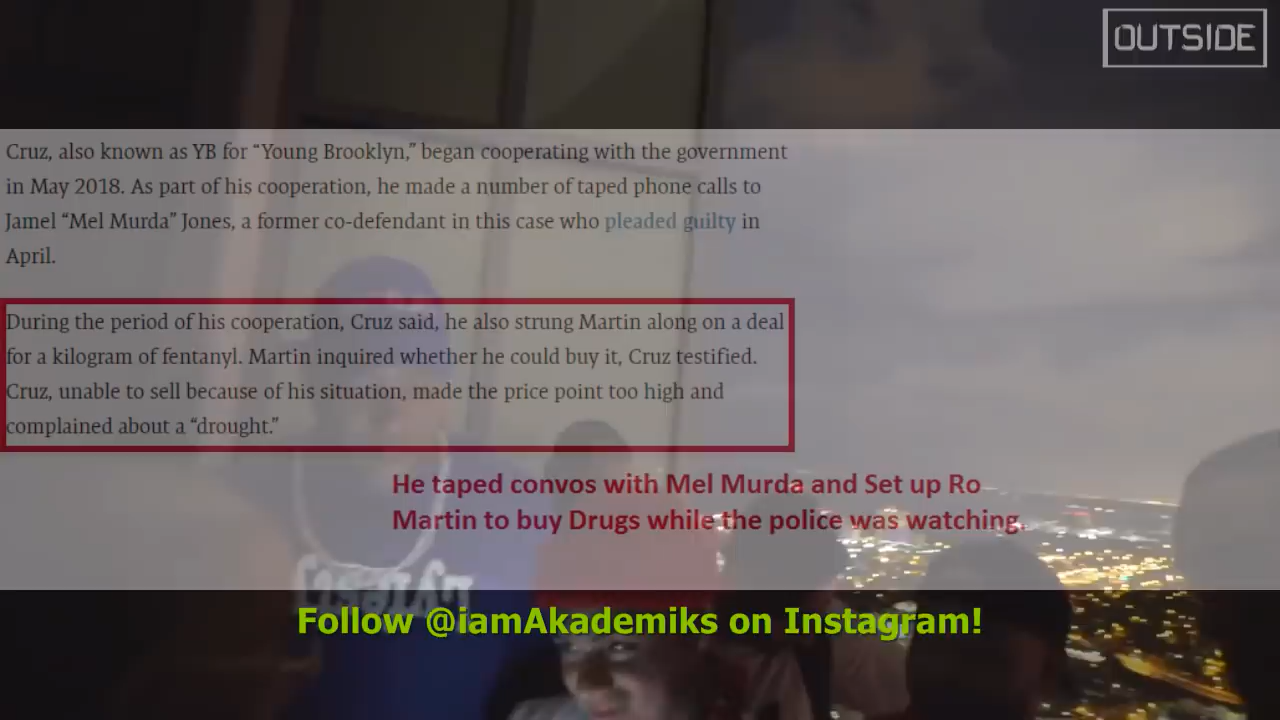 OUTSIDE
Cruz, also known as YB for “Young Brooklyn,” began cooperating with the government
in May 2018. As part of his cooperation, he made a number of taped phone calls to
Jamel “Mel Murda” Jones, a former co-defendant in this case who pleaded guilty in
April.
During the period of his cooperation, Cruz said, he also strung Martin along on a deal
for a kilogram of fentanyl. Martin inquired whether he could buy it, Cruz testified.
Cruz, unable to sell because of his situation, made the price point too high and
complained about a “drought.”
He taped convos with Mel Murda and Set up Ro
Martin to buy Drugs while the police was watching.
Follow @iamAkademiks on Instagram!